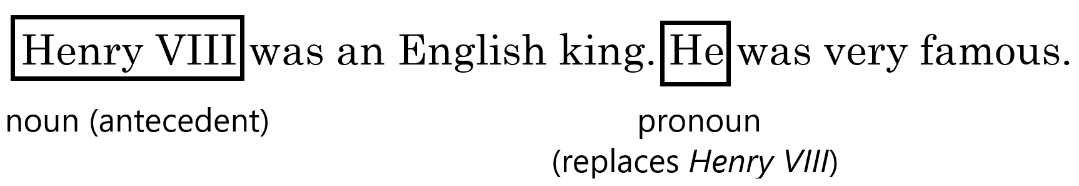 Henry VIII was an English king. He was very famous.
noun (antecedent)
pronoun
(replaces Henry VIII)